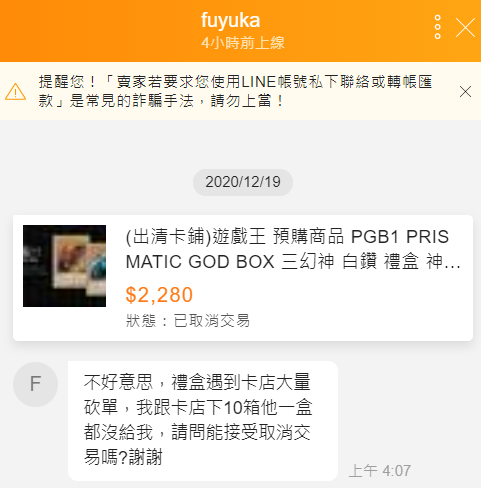 fuyuka
4小時前上線
提醒您！「賣家若要求您使用LINE帳號私下聯絡或轉帳匯
款」是常見的詐騙手法，請勿上當！
2020/12/19
(出清卡鋪)遊戲王 預購商品 PGB1 PRIS
MATIC GOD BOX 三幻神 白鑽 禮盒 神...
$2,280
狀態：已取消交易
F
不好意思，禮盒遇到卡店大量
砍單，我跟卡店下10箱他一盒
都沒給我，請問能接受取消交
易嗎?謝謝
上午 4:07